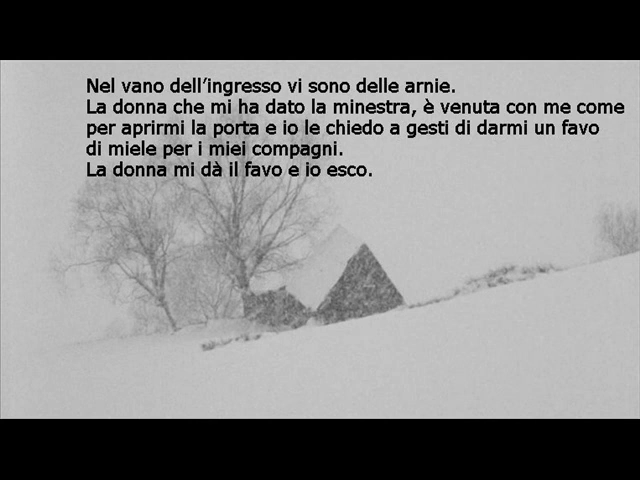 Nel vano dell’ingresso vi sono delle arnie.
La donna che mi ha dato la minestra, è venuta con me come
per aprirmi la porta e io le chiedo a gesti di darmi un favo
di miele per i miei compagni.
La donna mi dà il favo e io esco.